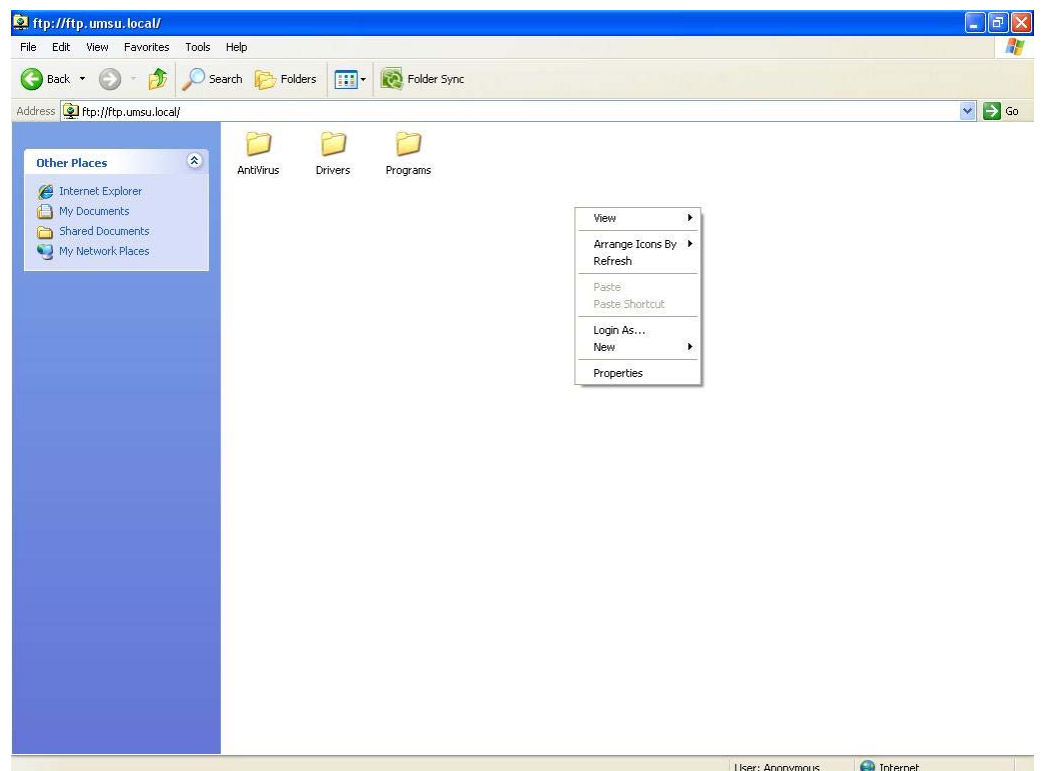 ftp://ftp.umsu.local/
File Edit View Favorites Tools Help
Back Search Folders Folder Sync
Address ftp://ftp.umsu.local/ Go
Other Places
Internet Explorer
My Documents
Shared Documents
My Network Places
AntiVirus Drivers Programs
View
Arrange Icons By
Refresh
Paste
Paste Shortcut
Login As...
New
Properties
User: Anonymous Internet